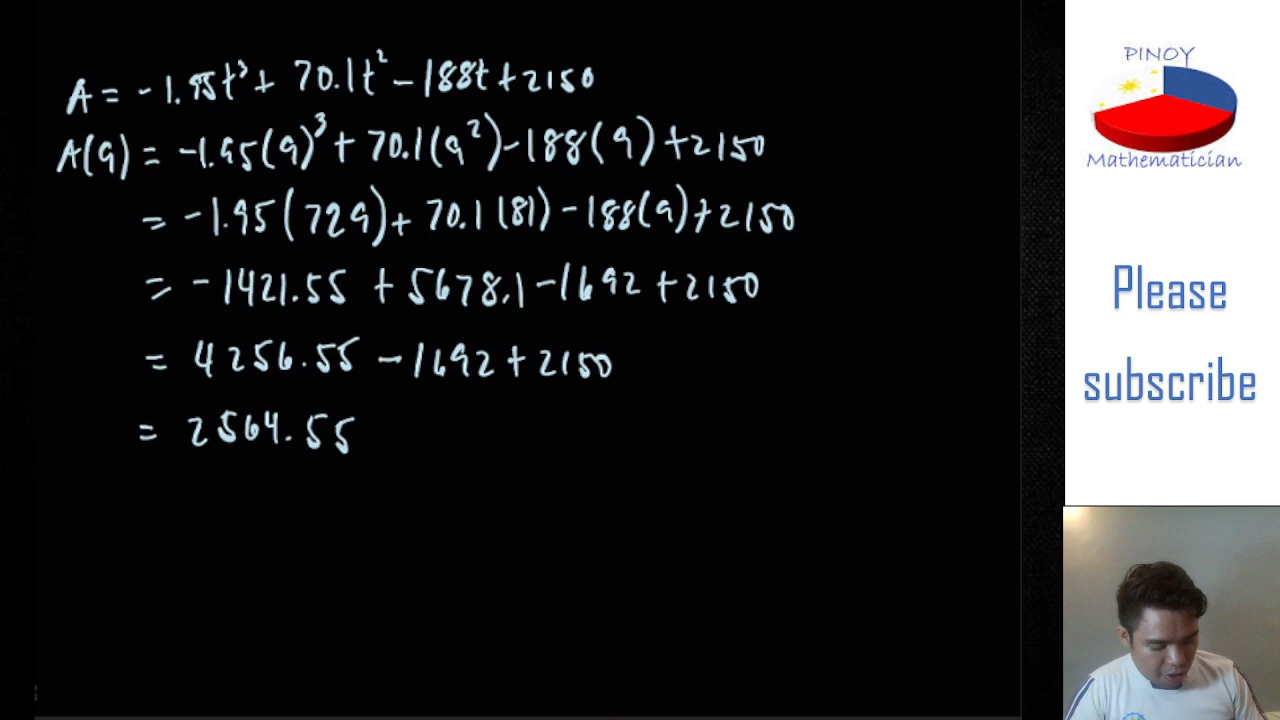 A = -1.95t³ + 70.1t² - 188t + 2150
A(9) = -1.95(9)³ + 70.1(9²) - 188(9) + 2150
= -1.95(729) + 70.1(81) - 188(9) + 2150
= -1421.55 + 5678.1 - 1692 + 2150
= 4256.55 - 1692 + 2150
= 2564.55
PINOY
Mathematician
Please
subscribe